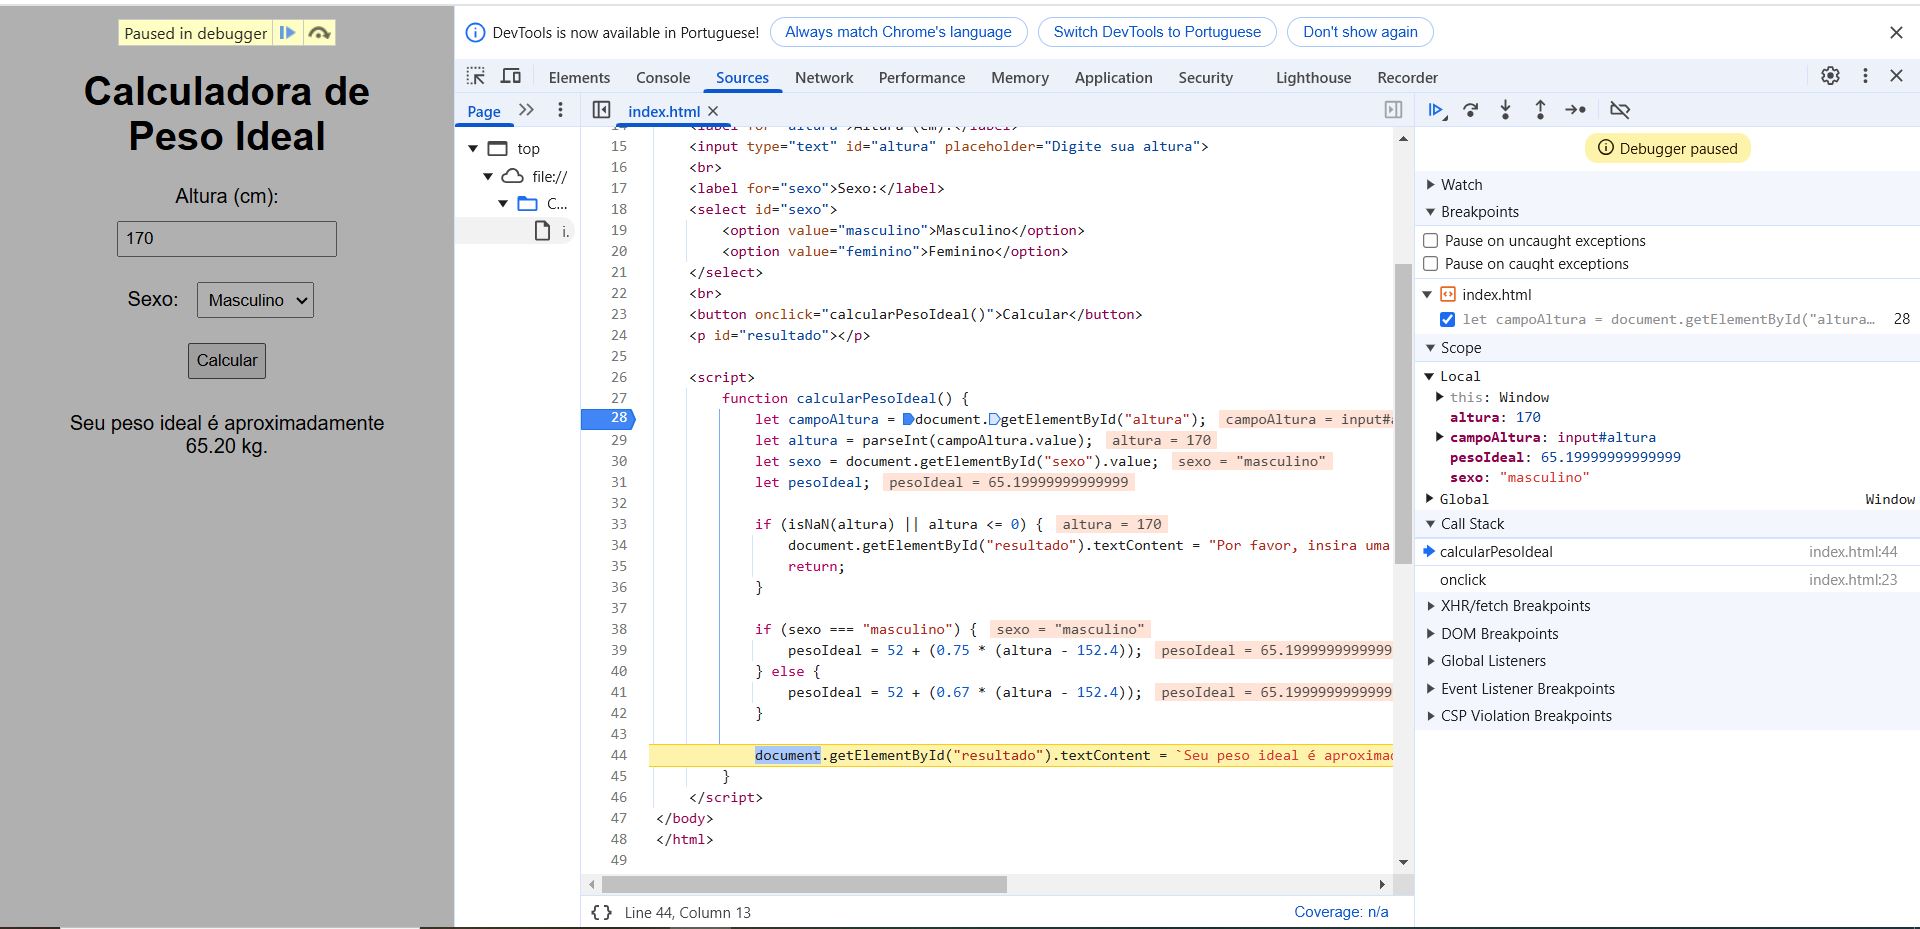 Paused in debugger
Calculadora de
Peso Ideal
Altura (cm):
170
Sexo: Masculino
Calcular
Seu peso ideal é aproximadamente
65.20 kg.
DevTools is now available in Portuguese! Always match Chrome's language Switch DevTools to Portuguese Don't show again
Elements Console Sources Network Performance Memory Application Security Lighthouse Recorder
Page
top
file://
C...
i.
index.html
14 <label for="altura">Altura (cm):</label>
15 <input type="text" id="altura" placeholder="Digite sua altura">
16 <br>
17 <label for="sexo">Sexo:</label>
18 <select id="sexo">
19 <option value="masculino">Masculino</option>
20 <option value="feminino">Feminino</option>
21 </select>
22 <br>
23 <button onclick="calcularPesoIdeal()">Calcular</button>
24 <p id="resultado"></p>
25
26 <script>
27 function calcularPesoIdeal() {
28 let campoAltura = document.getElementById("altura"); campoAltura = input#a
29 let altura = parseInt(campoAltura.value); altura = 170
30 let sexo = document.getElementById("sexo").value; sexo = "masculino"
31 let pesoIdeal; pesoIdeal = 65.19999999999999
32
33 if (isNaN(altura) || altura <= 0) { altura = 170
34 document.getElementById("resultado").textContent = "Por favor, insira uma
35 return;
36 }
37
38 if (sexo === "masculino") { sexo = "masculino"
39 pesoIdeal = 52 + (0.75 * (altura - 152.4)); pesoIdeal = 65.1999999999999
40 } else {
41 pesoIdeal = 52 + (0.67 * (altura - 152.4)); pesoIdeal = 65.1999999999999
42 }
43
44 document.getElementById("resultado").textContent = `Seu peso ideal é aproximad
45 }
46 </script>
47 </body>
48 </html>
49
{} Line 44, Column 13
Coverage: n/a
Debugger paused
Watch
Breakpoints
Pause on uncaught exceptions
Pause on caught exceptions
index.html
let campoAltura = document.getElementById("altura… 28
Scope
Local
this: Window
altura: 170
campoAltura: input#altura
pesoIdeal: 65.19999999999999
sexo: "masculino"
Global Window
Call Stack
calcularPesoIdeal index.html:44
onclick index.html:23
XHR/fetch Breakpoints
DOM Breakpoints
Global Listeners
Event Listener Breakpoints
CSP Violation Breakpoints